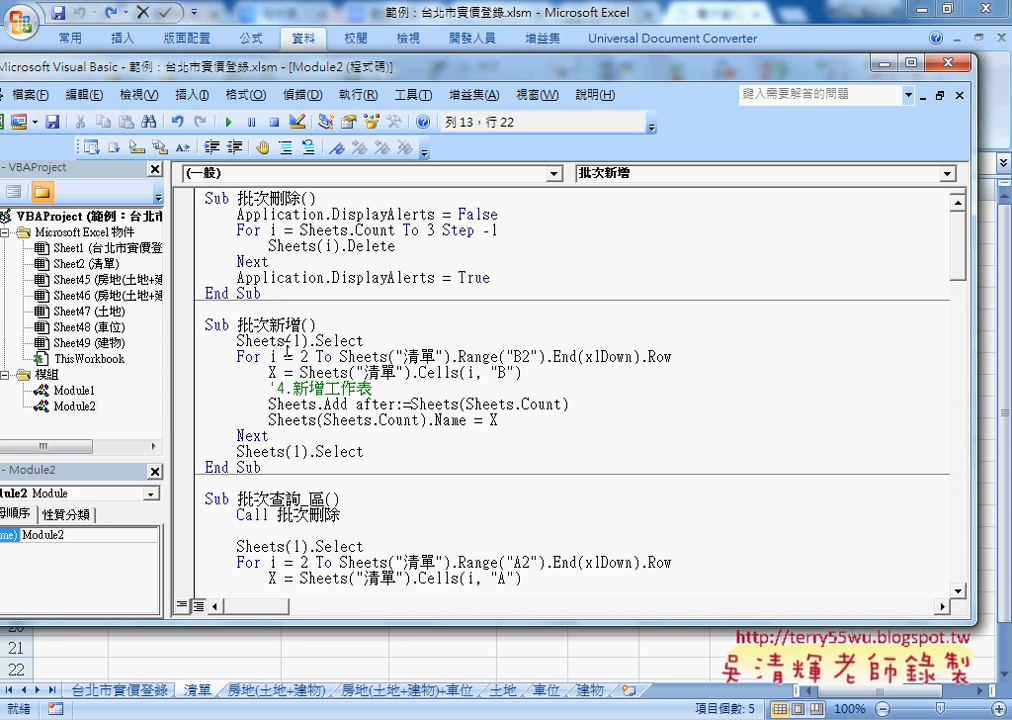 範例：台北市實價登錄.xlsm - Microsoft Excel
常用 插入 版面配置 公式 資料 校閱 檢視 開發人員 增益集 Universal Document Converter
Microsoft Visual Basic - 範例：台北市實價登錄.xlsm - [Module2 (程式碼)]
檔案(F) 編輯(E) 檢視(V) 插入(I) 格式(O) 偵錯(D) 執行(R) 工具(T) 增益集(A) 視窗(W) 說明(H) 鍵入需要解答的問題
列 13，行 22
- VBAProject
(一般) 批次新增
VBAProject (範例：台北市
Microsoft Excel 物件
Sheet1 (台北市實價登
Sheet2 (清單)
Sheet45 (房地(土地+建
Sheet46 (房地(土地+建
Sheet47 (土地)
Sheet48 (車位)
Sheet49 (建物)
ThisWorkbook
模組
Module1
Module2
- Module2
dule2 Module
母順序 性質分類
me) Module2
Sub 批次刪除()
Application.DisplayAlerts = False
For i = Sheets.Count To 3 Step -1
Sheets(i).Delete
Next
Application.DisplayAlerts = True
End Sub
Sub 批次新增()
Sheets(1).Select
For i = 2 To Sheets("清單").Range("B2").End(xlDown).Row
X = Sheets("清單").Cells(i, "B")
'4.新增工作表
Sheets.Add after:=Sheets(Sheets.Count)
Sheets(Sheets.Count).Name = X
Next
Sheets(1).Select
End Sub
Sub 批次查詢_區()
Call 批次刪除
Sheets(1).Select
For i = 2 To Sheets("清單").Range("A2").End(xlDown).Row
X = Sheets("清單").Cells(i, "A")
20
21
22
http://terry55wu.blogspot.tw
吳清輝老師錄製
台北市實價登錄 清單 房地(土地+建物) 房地(土地+建物)+車位 土地 車位 建物
就緒 項目個數: 5 100%